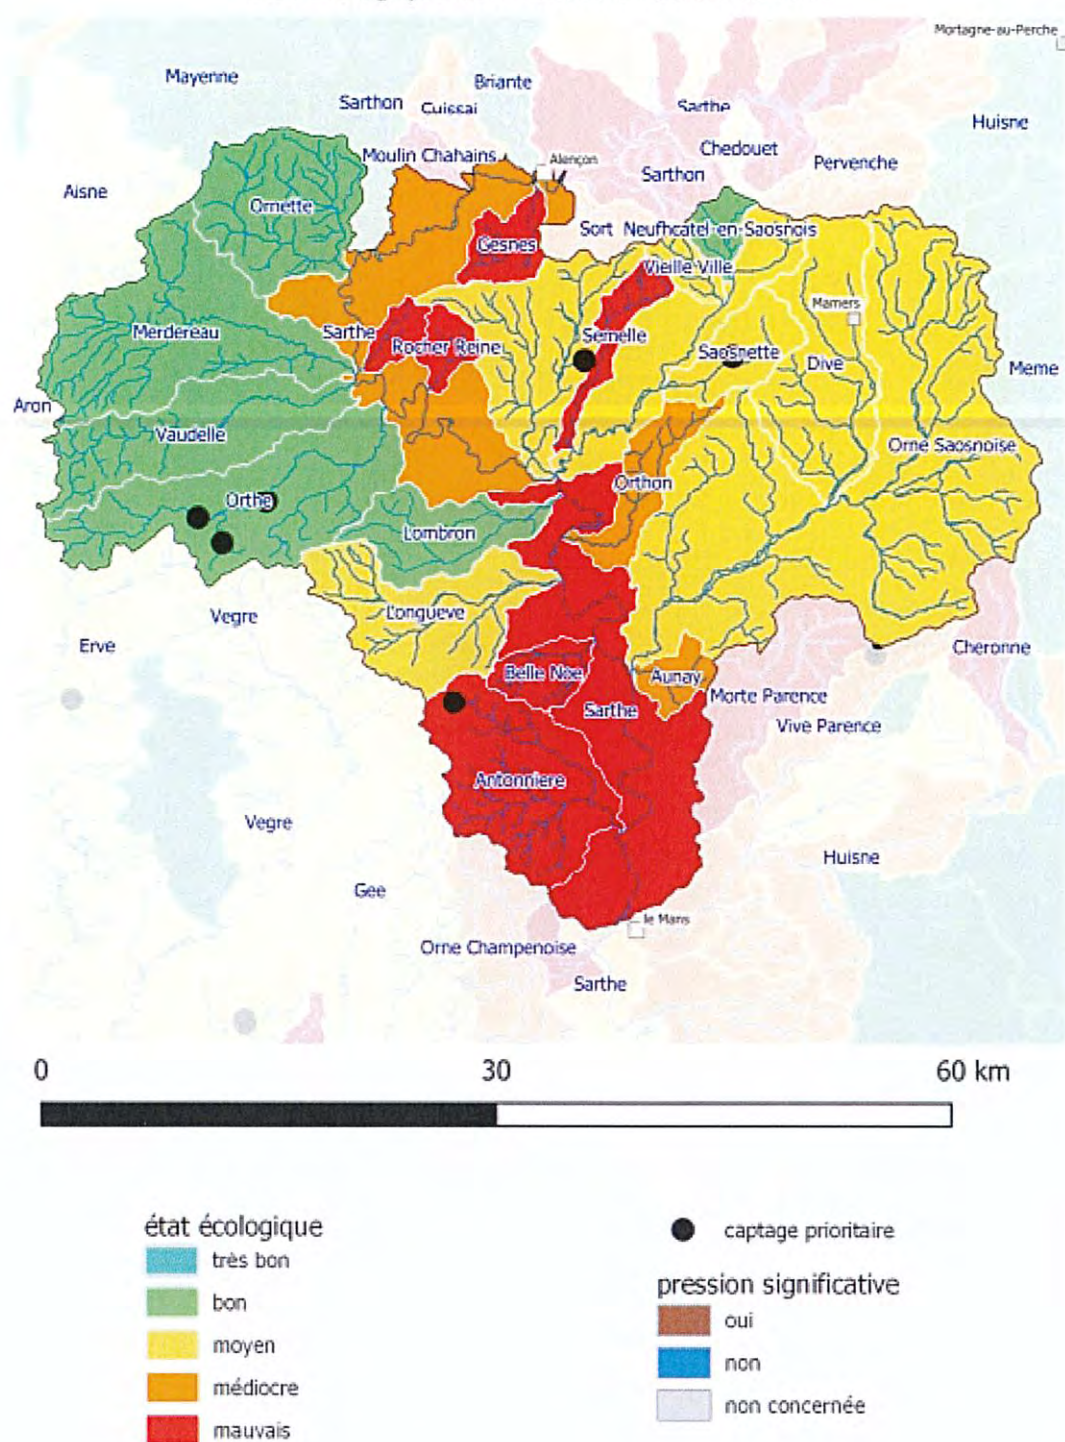 Mortagne-au-Perche
Mayenne
Briante
Sarthon
Cuissai
Sarthe
Huisne
Moulin Chahains
Alençon
Chedouet
Pervenche
Sarthon
Aisne
Ornette
Sort
Neufhcatel-en-Saosnois
Gesnes
Vieille Ville
Mamers
Merdereau
Sarthe
Rocher Reine
Semelle
Saosnette
Dive
Meme
Aron
Vaudelle
Orne Saosnoise
Orthe
Orthon
Lombron
Vegre
Longueve
Erve
Cheronne
Belle Noe
Aunay
Morte Parence
Sarthe
Vive Parence
Antonniere
Vegre
Huisne
Gee
le Mans
Orne Champenoise
Sarthe
0 30 60 km
état écologique
très bon
bon
moyen
médiocre
mauvais
captage prioritaire
pression significative
oui
non
non concernée